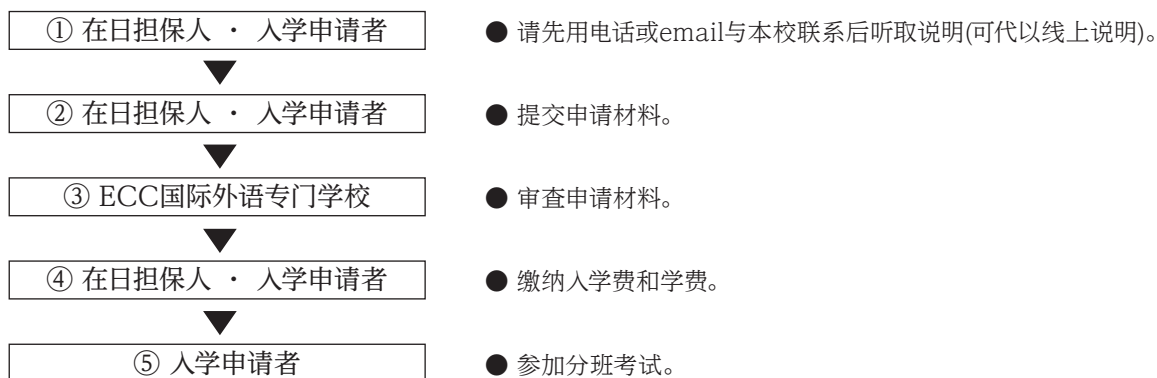 ① 在日担保人 ・ 入学申请者 ● 请先用电话或email与本校联系后听取说明(可代以线上说明)。
② 在日担保人 ・ 入学申请者 ● 提交申请材料。
③ ECC国际外语专门学校 ● 审查申请材料。
④ 在日担保人 ・ 入学申请者 ● 缴纳入学费和学费。
⑤ 入学申请者 ● 参加分班考试。